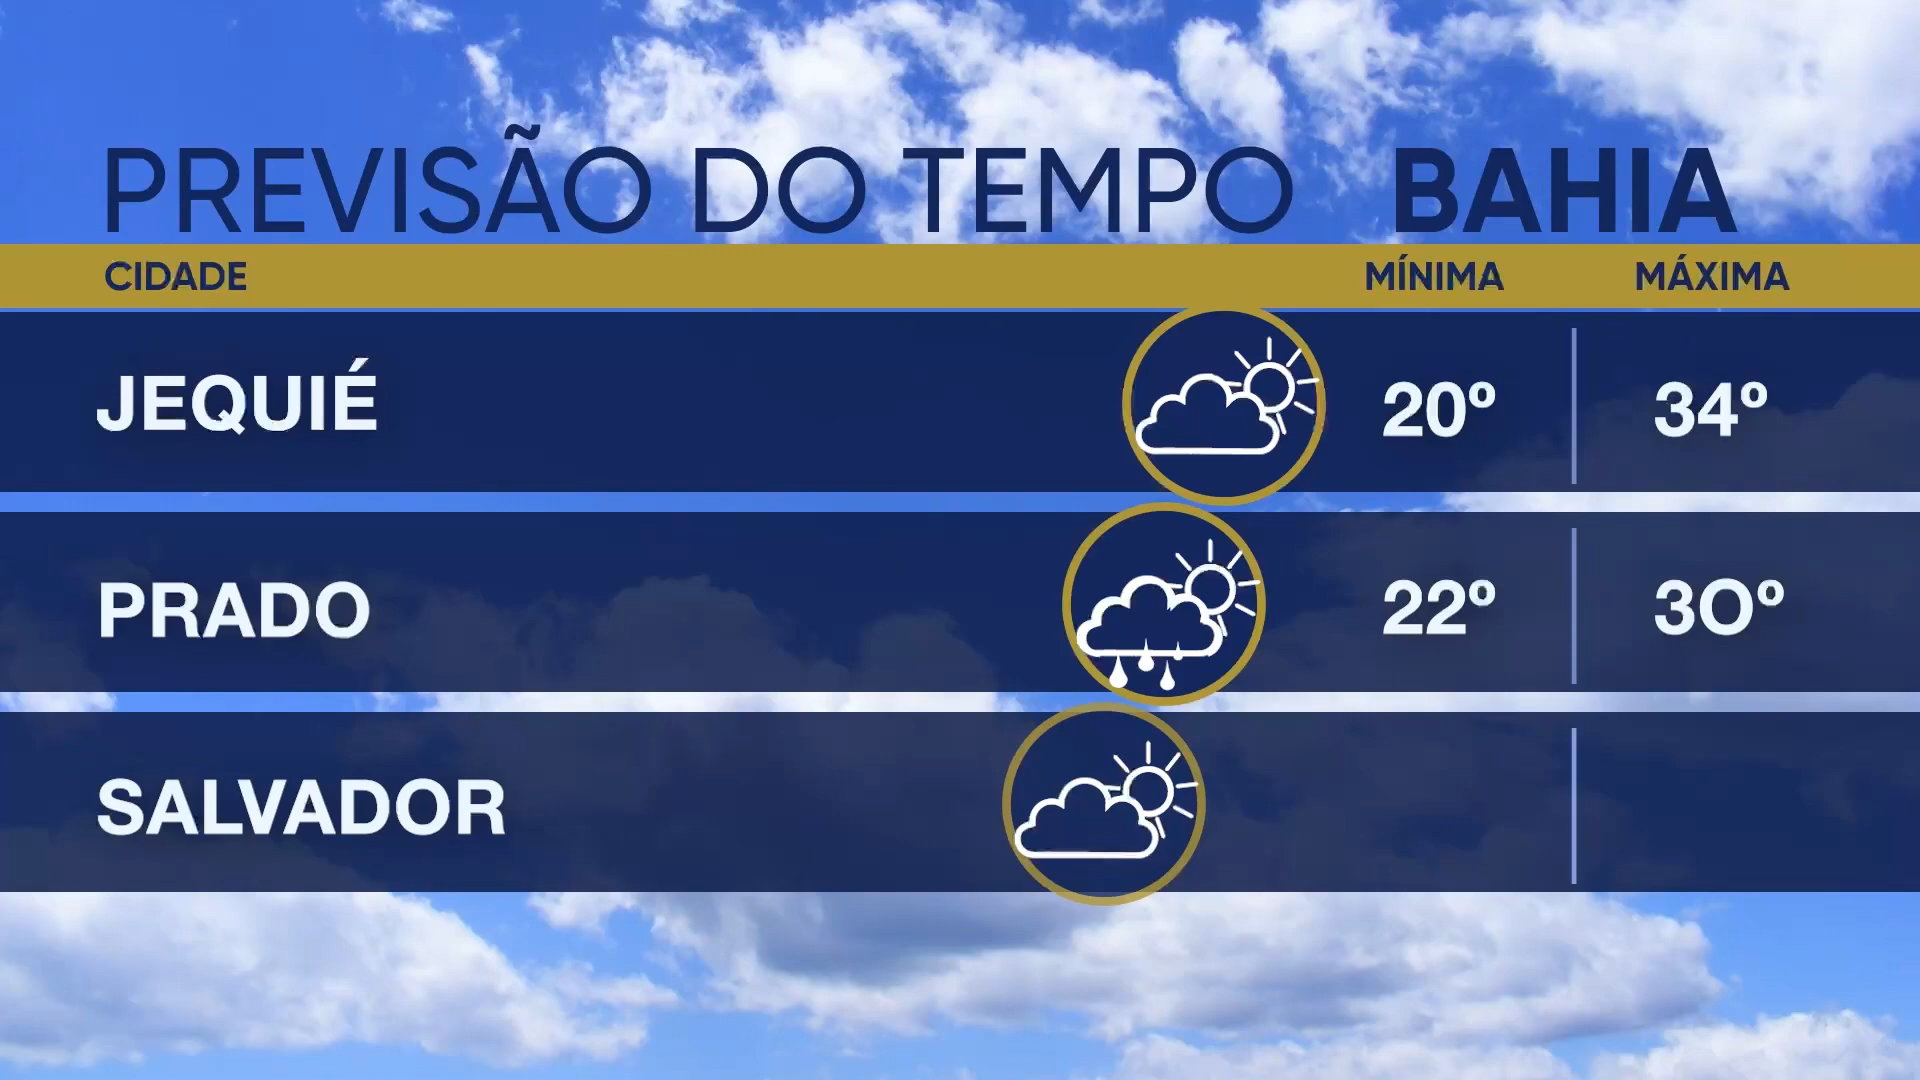 PREVISÃO DO TEMPO BAHIA
CIDADE MÍNIMA MÁXIMA
JEQUIÉ 20º 34º
PRADO 22º 30º
SALVADOR